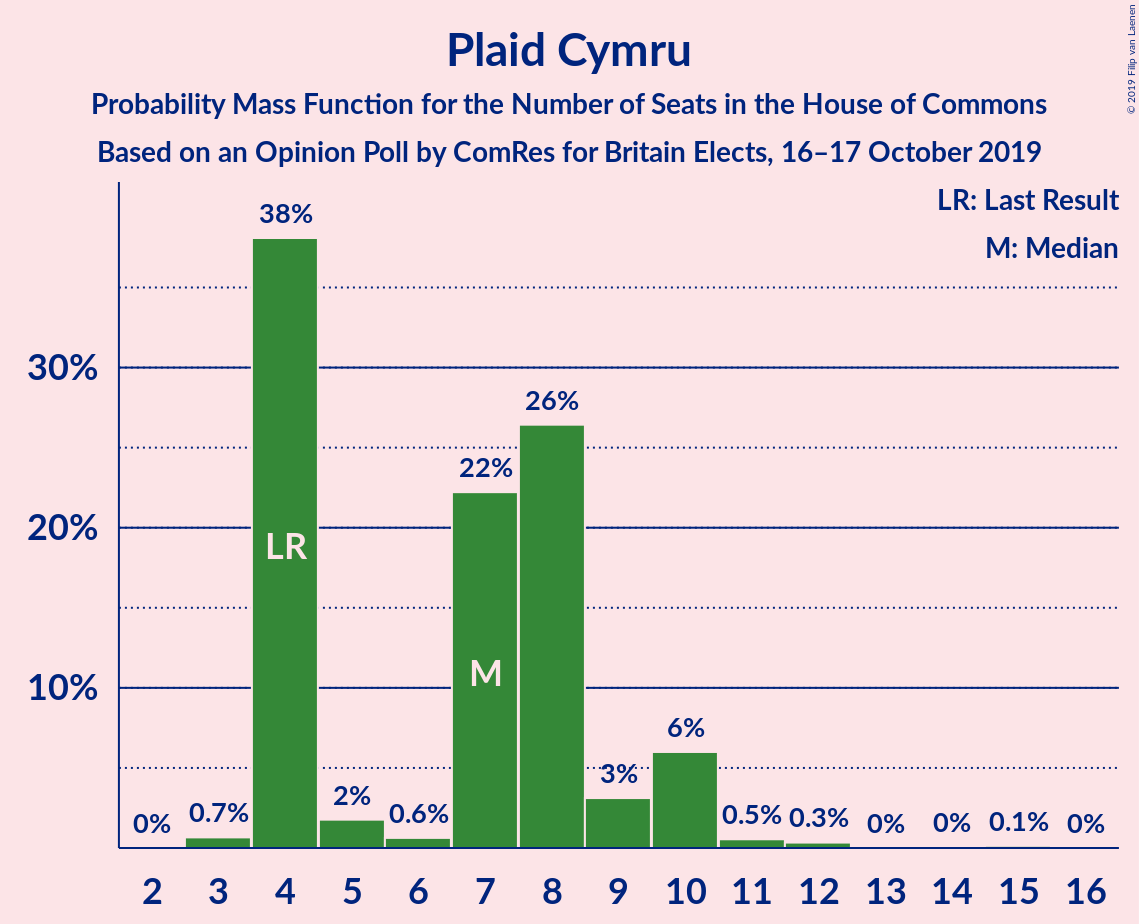 Plaid Cymru
Probability Mass Function for the Number of Seats in the House of Commons
Based on an Opinion Poll by ComRes for Britain Elects, 16–17 October 2019
© 2019 Filip van Laenen
LR: Last Result
M: Median
30%
20%
10%
0%
0.7%
38%
2%
0.6%
22%
26%
3%
6%
0.5%
0.3%
0%
0%
0.1%
0%
LR
M
2 3 4 5 6 7 8 9 10 11 12 13 14 15 16